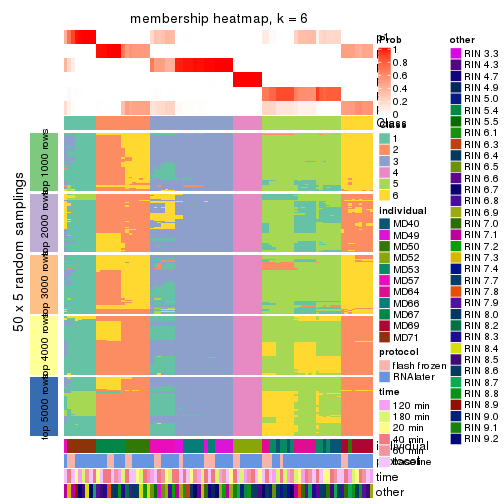 membership heatmap, k = 6
50 x 5 random samplings
top 1000 rows
top 2000 rows
top 3000 rows
top 4000 rows
top 5000 rows
p1
Class
Individual
protocol
time
other
Prob
1
0.8
0.6
0.4
0.2
0
Class
1
2
3
4
5
6
Individual
MD40
MD49
MD50
MD52
MD53
MD57
MD64
MD66
MD67
MD69
MD71
protocol
flash frozen
RNAlater
time
120 min
180 min
20 min
40 min
60 min
baseline
other
RIN 3.3
RIN 4.3
RIN 4.7
RIN 4.9
RIN 5.0
RIN 5.4
RIN 5.5
RIN 6.1
RIN 6.3
RIN 6.4
RIN 6.5
RIN 6.6
RIN 6.7
RIN 6.8
RIN 6.9
RIN 7.0
RIN 7.1
RIN 7.2
RIN 7.3
RIN 7.4
RIN 7.7
RIN 7.8
RIN 7.9
RIN 8.0
RIN 8.2
RIN 8.3
RIN 8.4
RIN 8.5
RIN 8.6
RIN 8.7
RIN 8.8
RIN 8.9
RIN 9.0
RIN 9.1
RIN 9.2